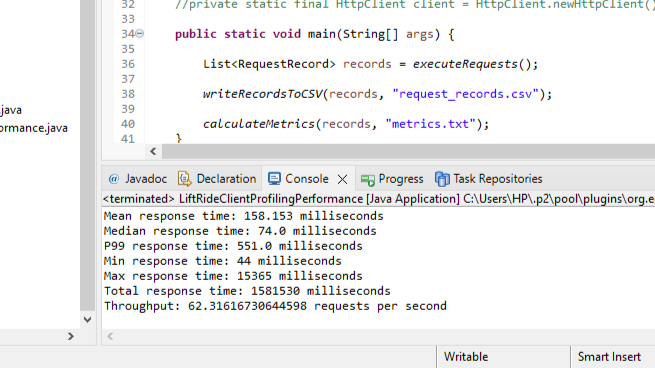 32 //private static final HttpClient client = HttpClient.newHttpClient()
33
34 public static void main(String[] args) {
35
36 List<RequestRecord> records = executeRequests();
37
38 writeRecordsToCSV(records, "request_records.csv");
39
40 calculateMetrics(records, "metrics.txt");
41 }
.java
ormance.java
@ Javadoc Declaration Console Progress Task Repositories
<terminated> LiftRideClientProfilingPerformance [Java Application] C:\Users\HP\.p2\pool\plugins\org.e
Mean response time: 158.153 milliseconds
Median response time: 74.0 milliseconds
P99 response time: 551.0 milliseconds
Min response time: 44 milliseconds
Max response time: 15365 milliseconds
Total response time: 1581530 milliseconds
Throughput: 62.31616730644598 requests per second
Writable Smart Insert